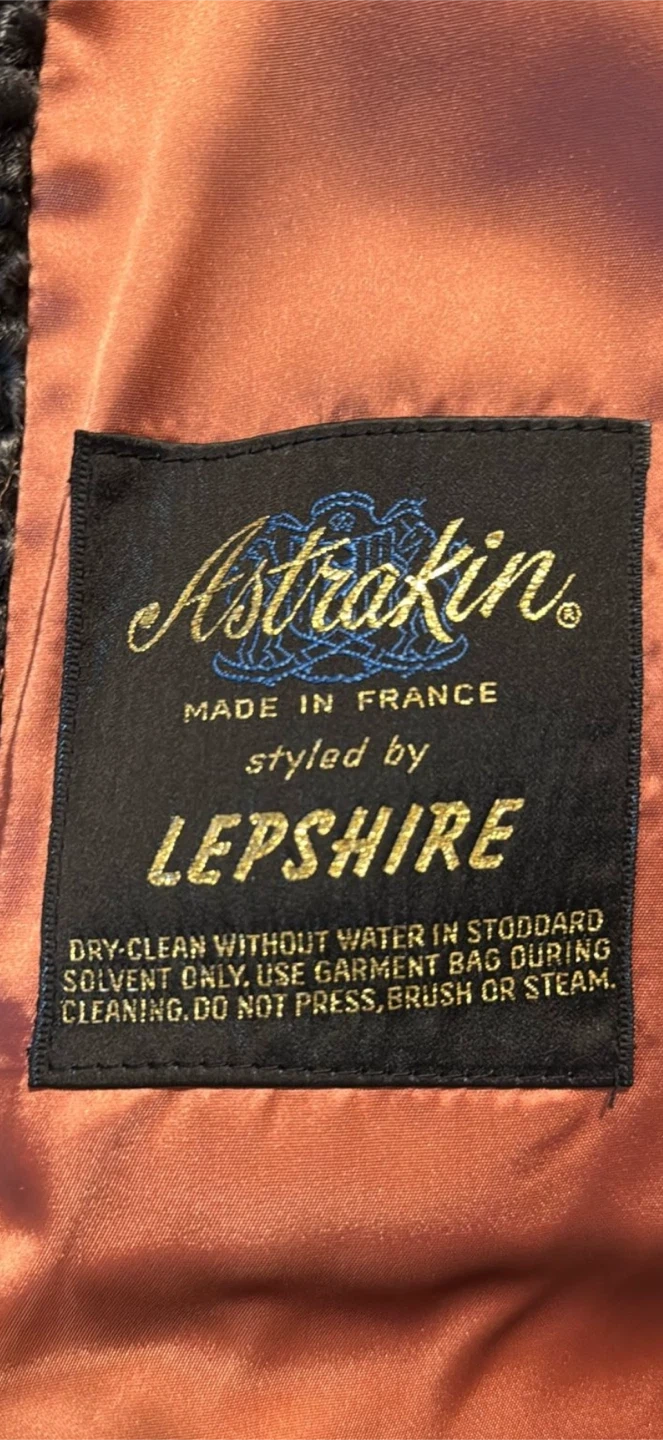 Astrakin®
MADE IN FRANCE
styled by
LEPSHIRE
DRY-CLEAN WITHOUT WATER IN STODDARD
SOLVENT ONLY. USE GARMENT BAG DURING
CLEANING. DO NOT PRESS, BRUSH OR STEAM.